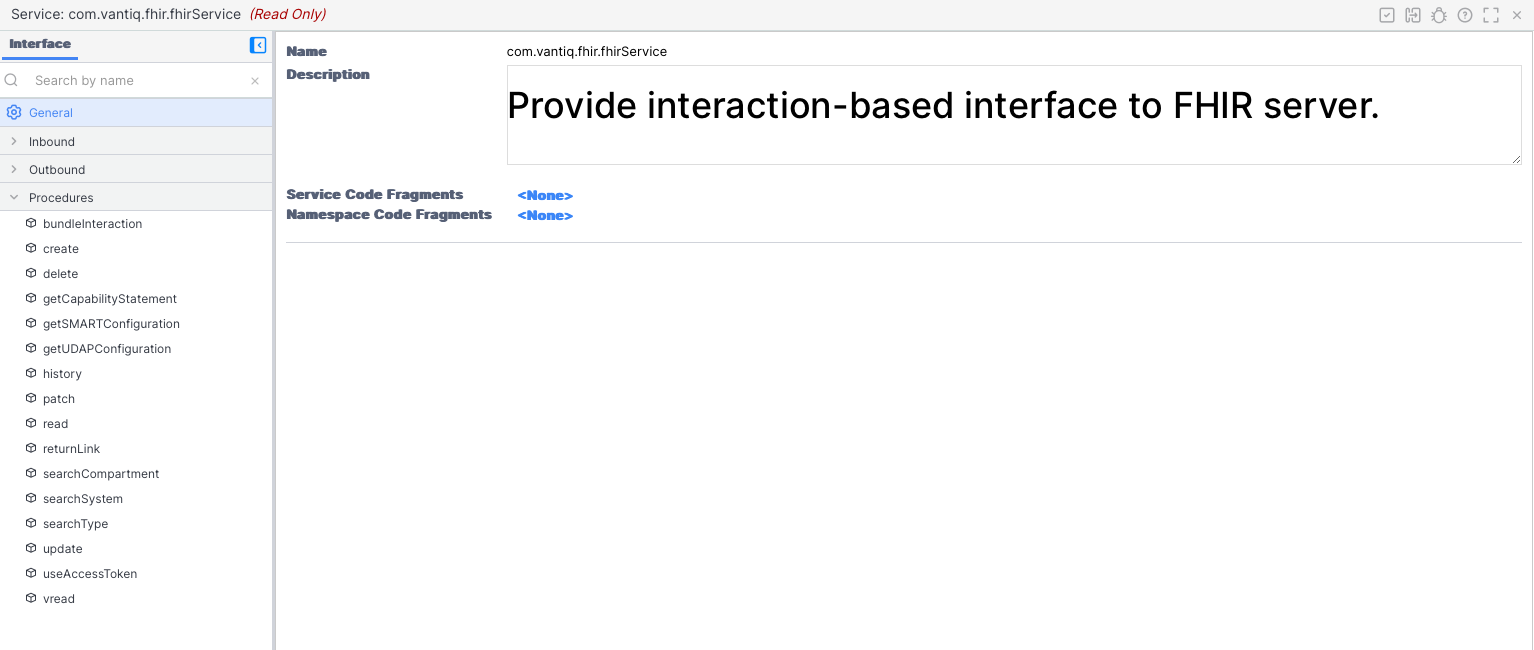 Service: com.vantiq.fhir.fhirService (Read Only)
Interface
Search by name
General
Inbound
Outbound
Procedures
bundleInteraction
create
delete
getCapabilityStatement
getSMARTConfiguration
getUDAPConfiguration
history
patch
read
returnLink
searchCompartment
searchSystem
searchType
update
useAccessToken
vread
Name com.vantiq.fhir.fhirService
Description
Provide interaction-based interface to FHIR server.
Service Code Fragments <None>
Namespace Code Fragments <None>